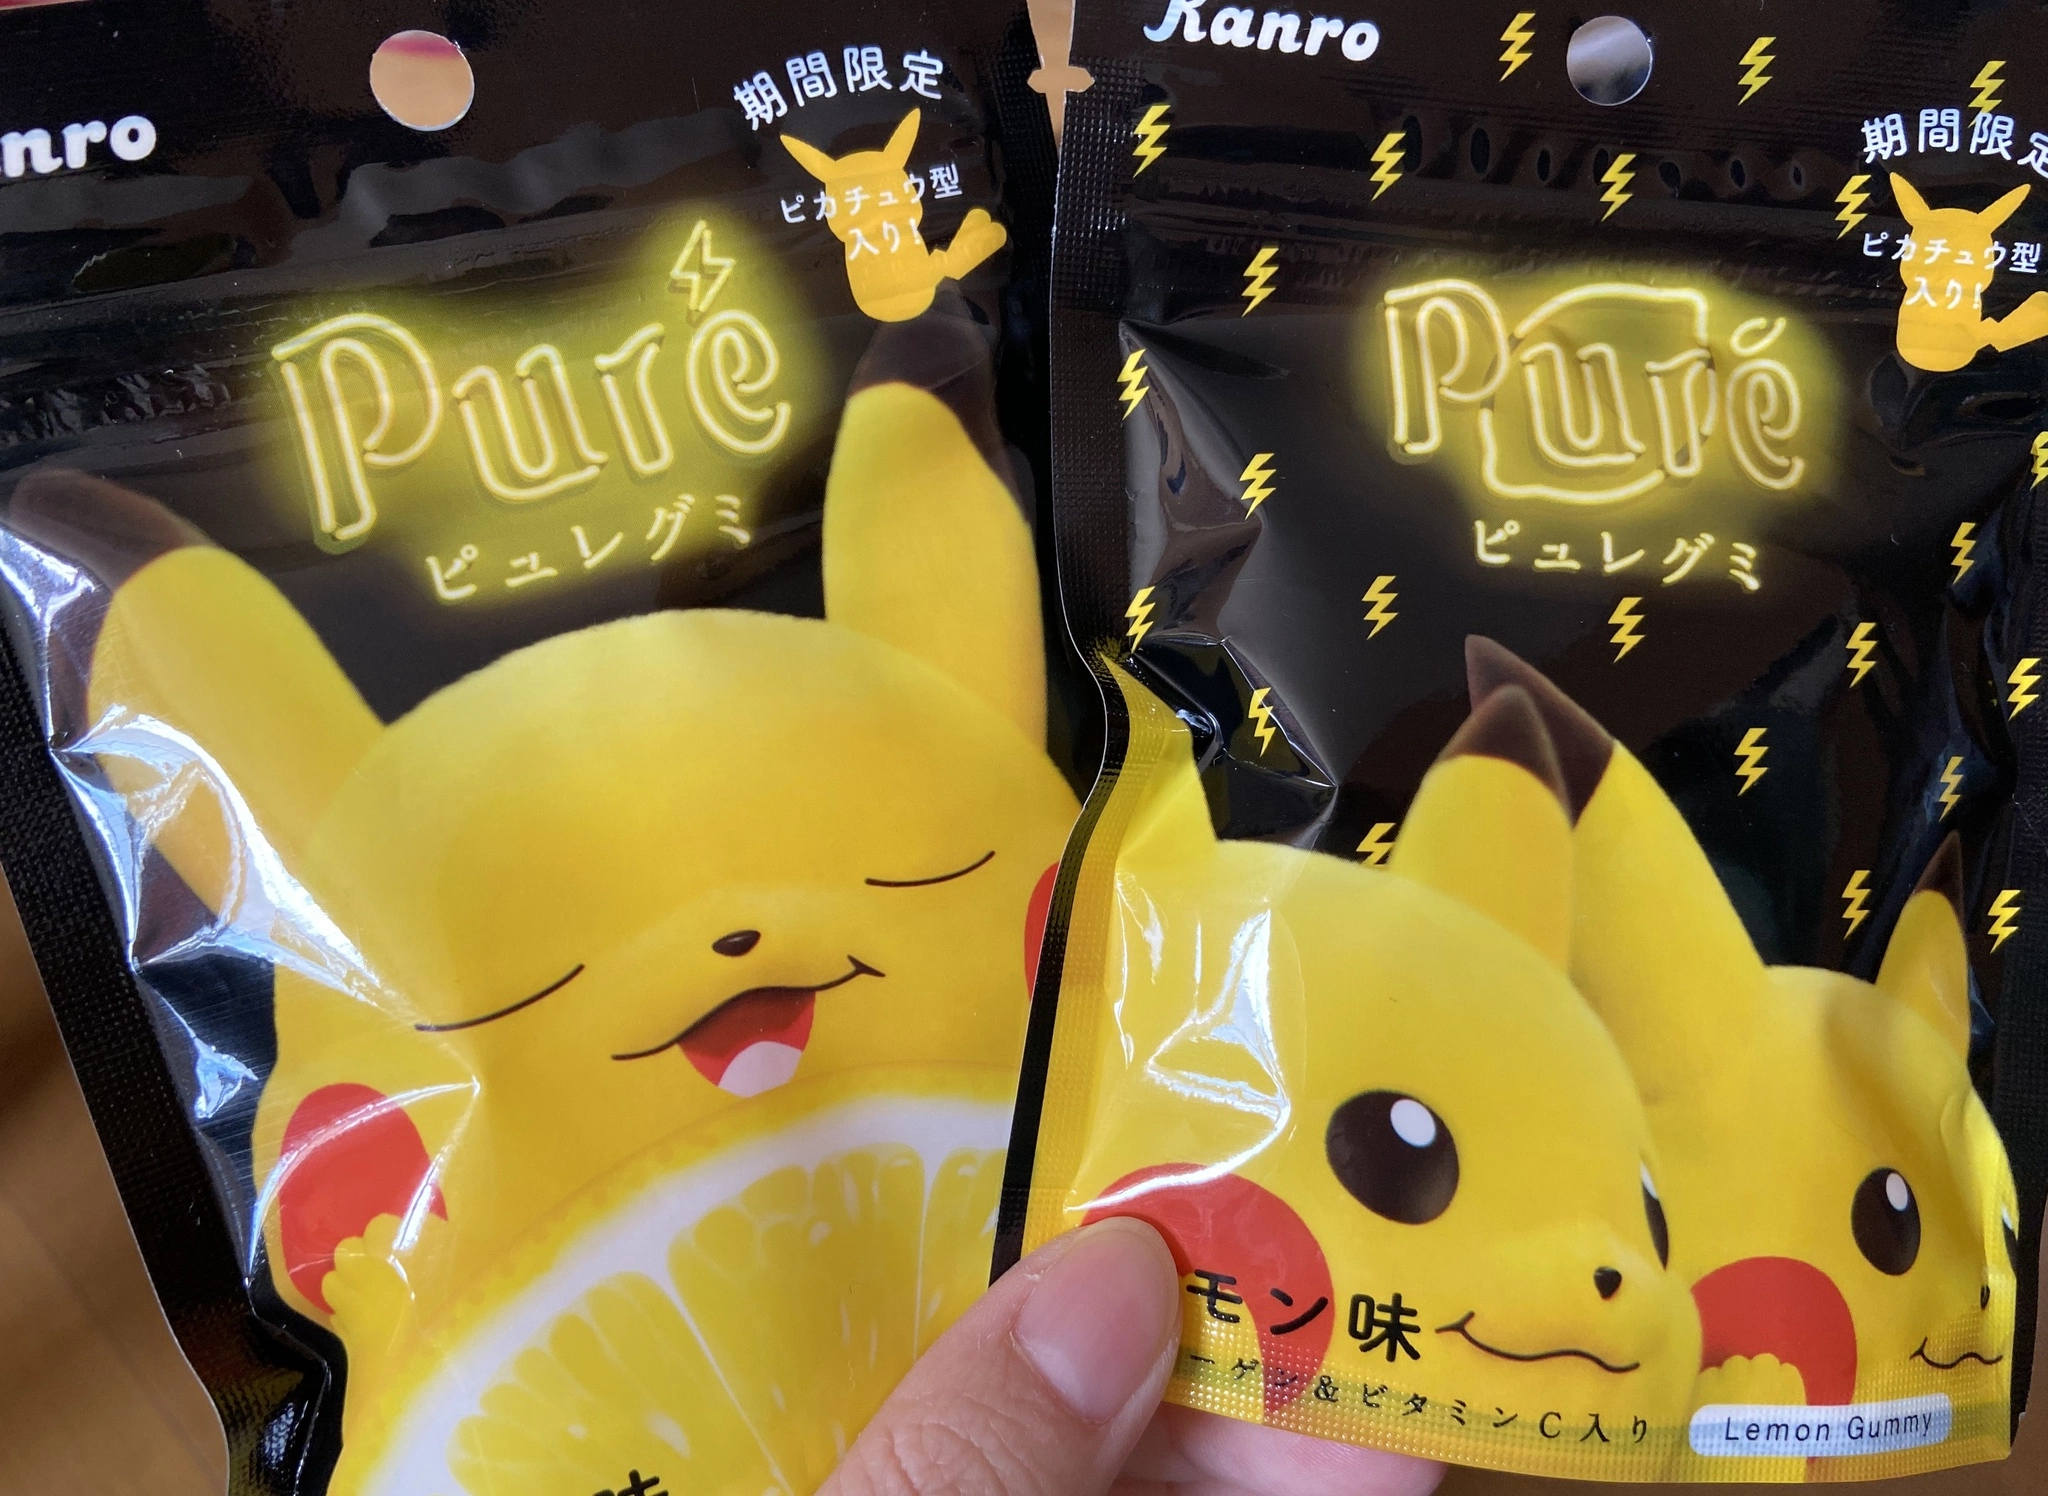 nro
期間限定
ピカチュウ型
入り!
Puré
ピュレグミ
味
Kanro
期間限定
ピカチュウ型
入り!
Puré
ピュレグミ
モン味
ーゲン&ビタミンC入り
Lemon Gummy